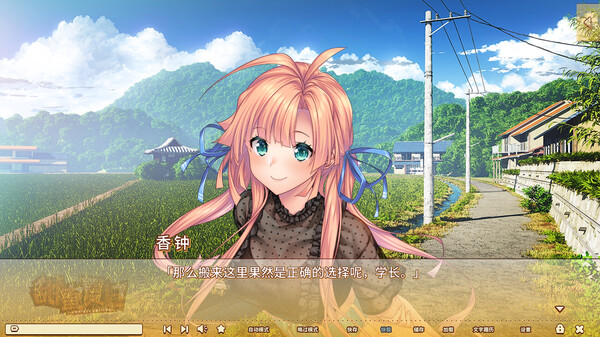 香钟
「那么搬来这里果然是正确的选择呢，学长。」
自动模式 略过模式 快存 快读 储存 加载 文字履历 设置